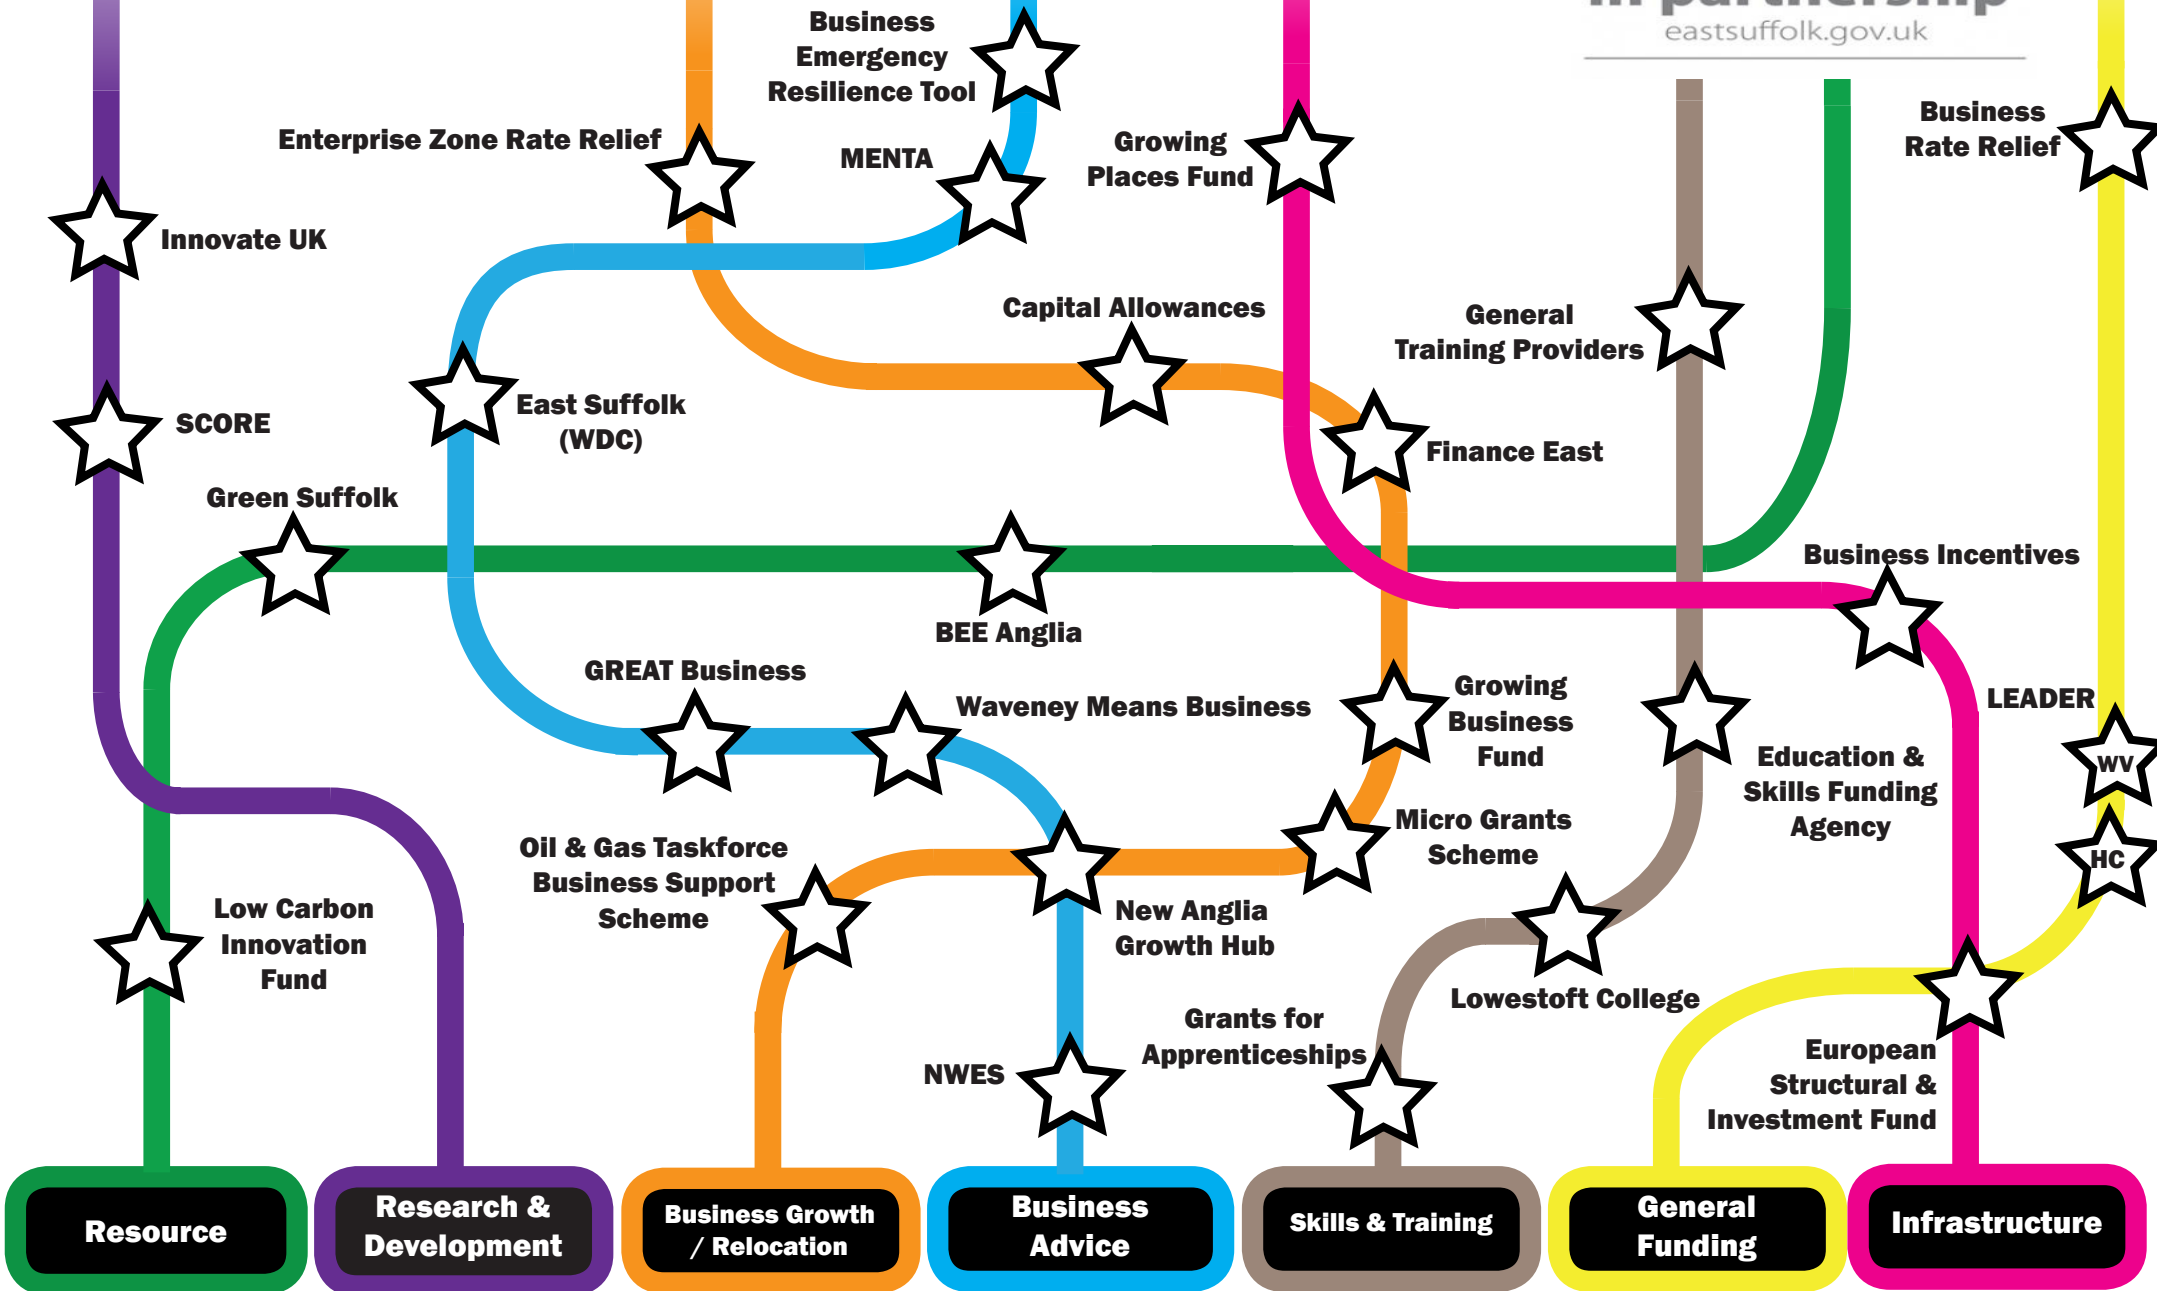 in partnership
eastsuffolk.gov.uk
Business
Emergency
Resilience Tool
Enterprise Zone Rate Relief
MENTA
Growing
Places Fund
Business
Rate Relief
Innovate UK
Capital Allowances
General
Training Providers
East Suffolk
(WDC)
SCORE
Finance East
Green Suffolk
Business Incentives
BEE Anglia
GREAT Business
Waveney Means Business
Growing
Business
Fund
LEADER
WV
Education &
Skills Funding
Agency
HC
Micro Grants
Scheme
Oil & Gas Taskforce
Business Support
Scheme
Low Carbon
Innovation
Fund
New Anglia
Growth Hub
Lowestoft College
Grants for
Apprenticeships
NWES
European
Structural &
Investment Fund
Resource
Research &
Development
Business Growth
/ Relocation
Business
Advice
Skills & Training
General
Funding
Infrastructure